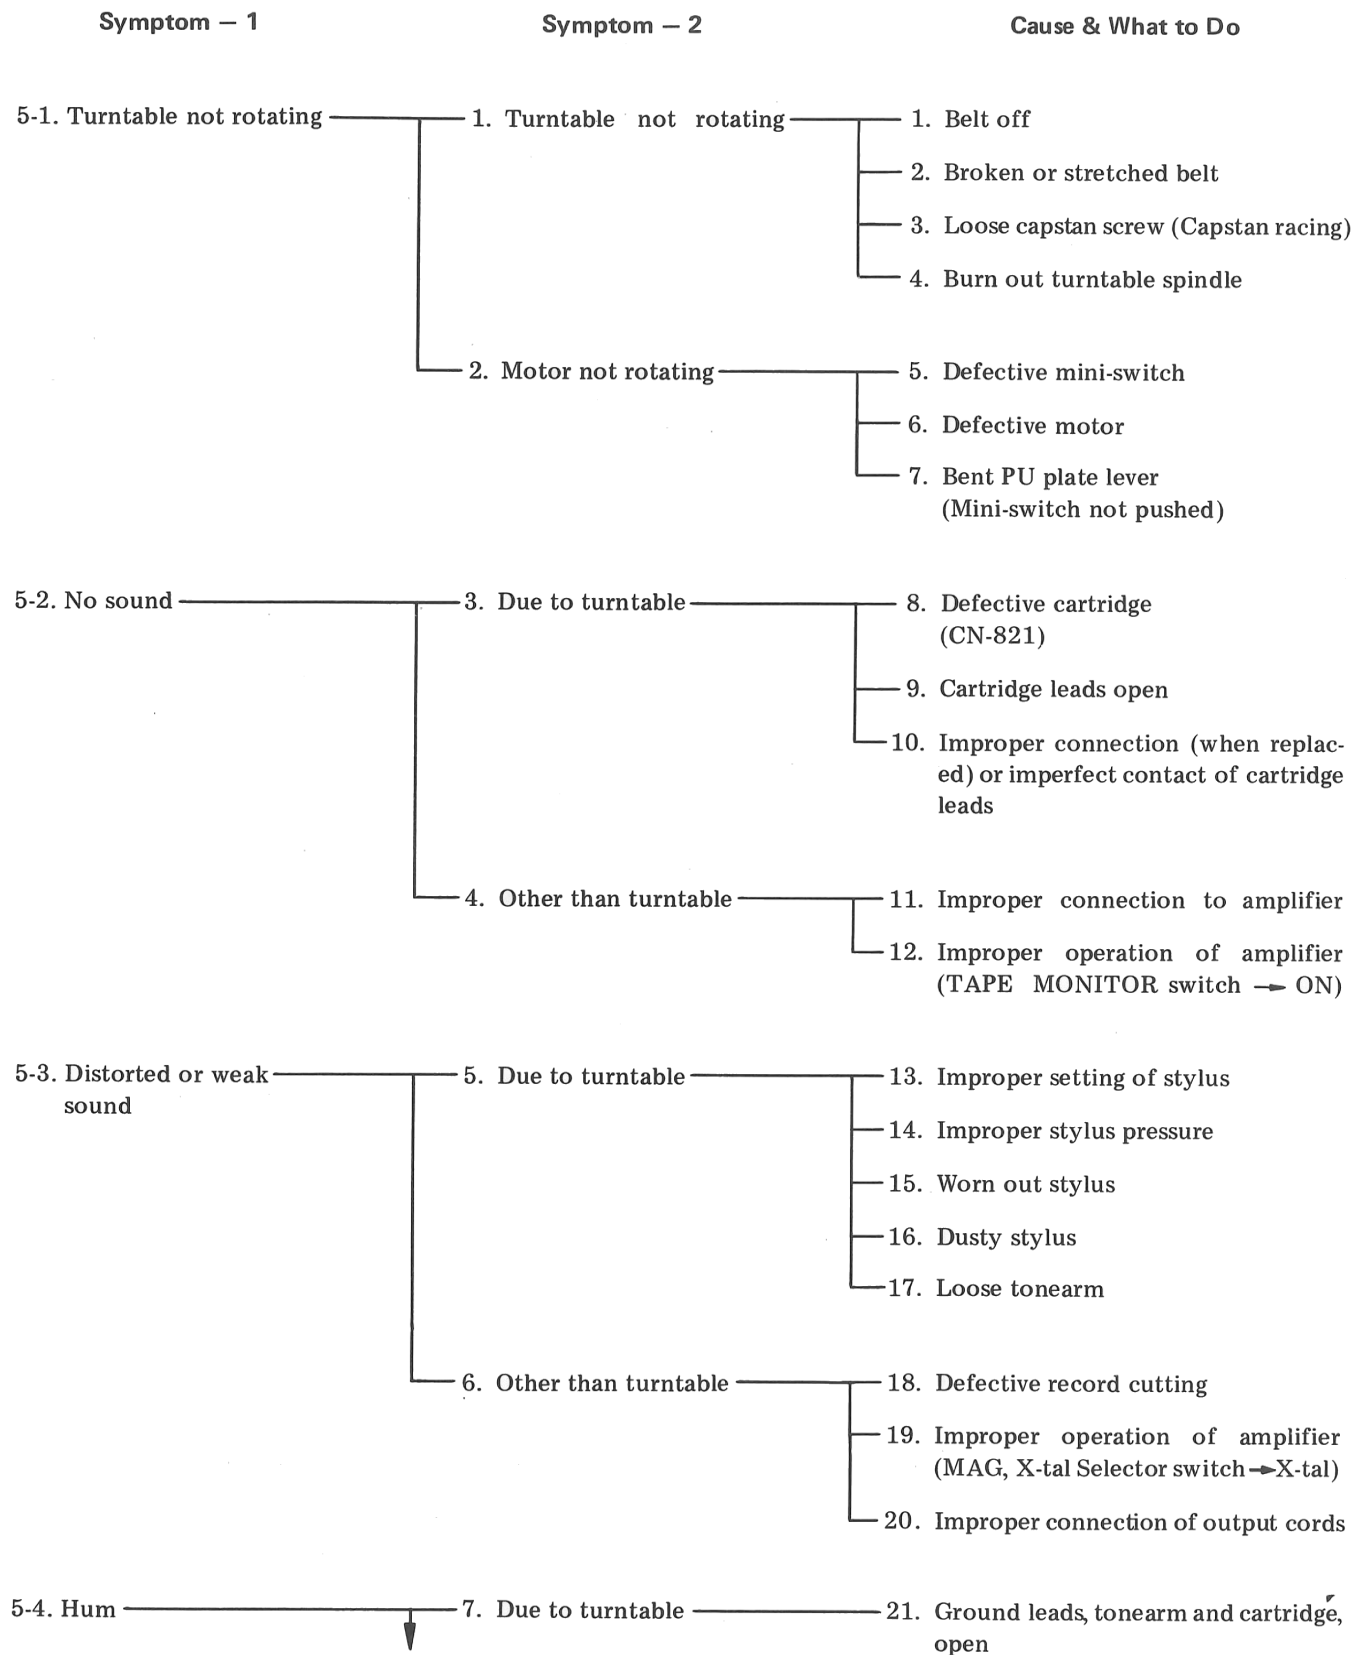 Symptom — 1 Symptom — 2 Cause & What to Do
5-1. Turntable not rotating 1. Turntable not rotating 1. Belt off
2. Broken or stretched belt
3. Loose capstan screw (Capstan racing)
4. Burn out turntable spindle
2. Motor not rotating 5. Defective mini-switch
6. Defective motor
7. Bent PU plate lever
(Mini-switch not pushed)
5-2. No sound 3. Due to turntable 8. Defective cartridge
(CN-821)
9. Cartridge leads open
10. Improper connection (when replac-
ed) or imperfect contact of cartridge
leads
4. Other than turntable 11. Improper connection to amplifier
12. Improper operation of amplifier
(TAPE MONITOR switch → ON)
5-3. Distorted or weak 5. Due to turntable 13. Improper setting of stylus
sound
14. Improper stylus pressure
15. Worn out stylus
16. Dusty stylus
17. Loose tonearm
6. Other than turntable 18. Defective record cutting
19. Improper operation of amplifier
(MAG, X-tal Selector switch→X-tal)
20. Improper connection of output cords
5-4. Hum 7. Due to turntable 21. Ground leads, tonearm and cartridge,
open